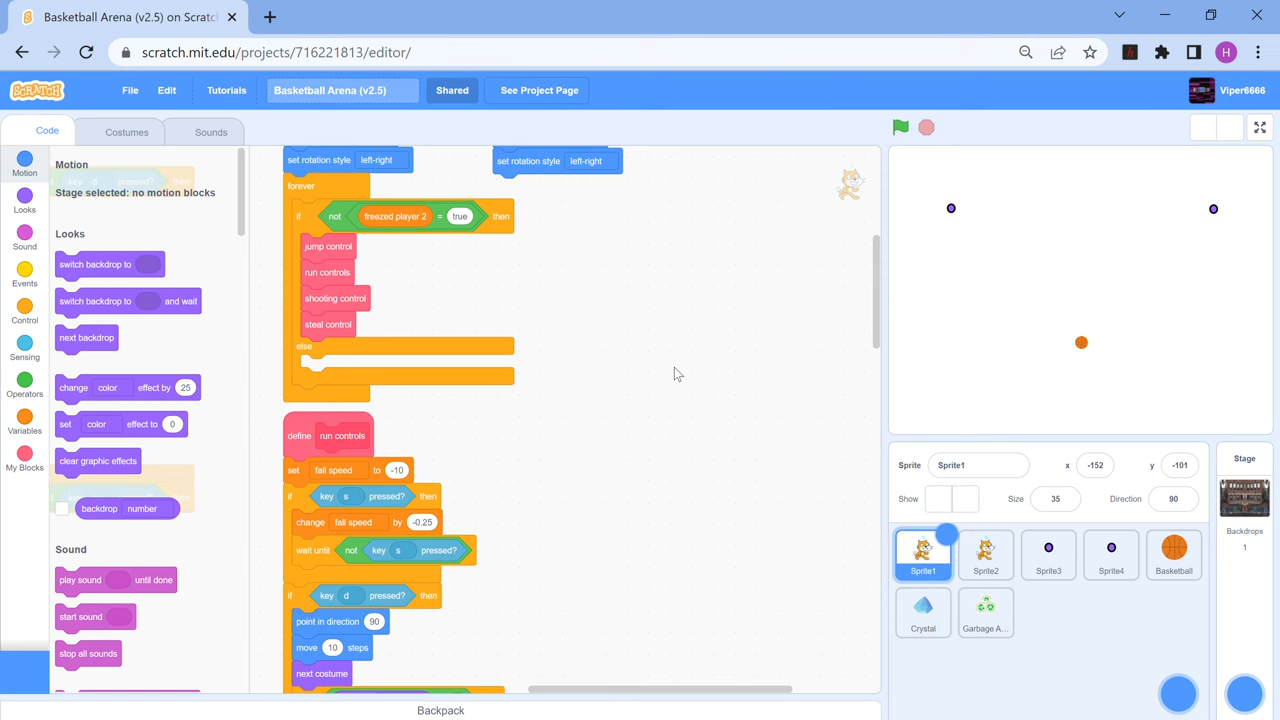 Basketball Arena (v2.5) on Scratc
scratch.mit.edu/projects/716221813/editor/
H
SCRATCH
File
Edit
Tutorials
Basketball Arena (v2.5)
Shared
See Project Page
Viper6666
Code
Costumes
Sounds
Motion
Looks
Sound
Events
Control
Sensing
Operators
Variables
My Blocks
Motion
Stage selected: no motion blocks
Looks
switch backdrop to
switch backdrop to and wait
next backdrop
change color effect by 25
set color effect to 0
clear graphic effects
backdrop number
Sound
play sound until done
start sound
stop all sounds
set rotation style left-right
forever
if not freezed player 2 = true then
jump control
run controls
shooting control
steal control
else
define run controls
set fall speed to -10
if key s pressed? then
change fall speed by -0.25
wait until not key s pressed?
if key d pressed? then
point in direction 90
move 10 steps
next costume
set rotation style left-right
Backpack
Sprite Sprite1 x -152 y -101
Show Size 35 Direction 90
Sprite1
Sprite2
Sprite3
Sprite4
Basketball
Crystal
Garbage A...
Stage
Backdrops
1